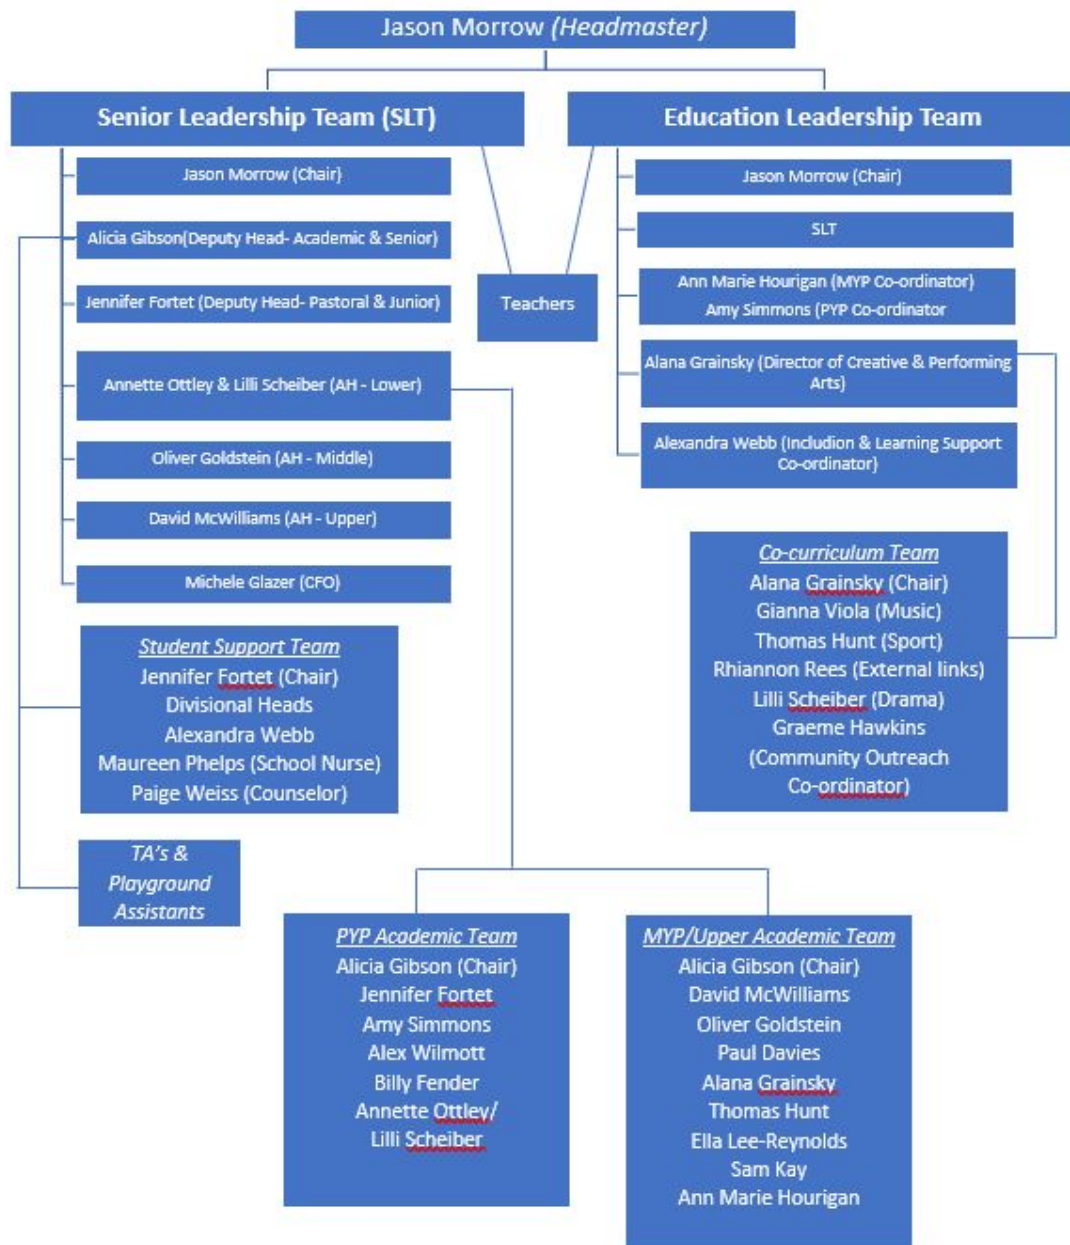 Jason Morrow (Headmaster)
Senior Leadership Team (SLT)
Education Leadership Team
Jason Morrow (Chair)
Alicia Gibson(Deputy Head- Academic & Senior)
Jennifer Fortet (Deputy Head- Pastoral & Junior)
Annette Ottley & Lilli Scheiber (AH - Lower)
Oliver Goldstein (AH - Middle)
David McWilliams (AH - Upper)
Michele Glazer (CFO)
Teachers
Jason Morrow (Chair)
SLT
Ann Marie Hourigan (MYP Co-ordinator)
Amy Simmons (PYP Co-ordinator
Alana Grainsky (Director of Creative & Performing
Arts)
Alexandra Webb (Includion & Learning Support
Co-ordinator)
Co-curriculum Team
Alana Grainsky (Chair)
Gianna Viola (Music)
Thomas Hunt (Sport)
Rhiannon Rees (External links)
Lilli Scheiber (Drama)
Graeme Hawkins
(Community Outreach
Co-ordinator)
Student Support Team
Jennifer Fortet (Chair)
Divisional Heads
Alexandra Webb
Maureen Phelps (School Nurse)
Paige Weiss (Counselor)
TA's &
Playground
Assistants
PYP Academic Team
Alicia Gibson (Chair)
Jennifer Fortet
Amy Simmons
Alex Wilmott
Billy Fender
Annette Ottley/
Lilli Scheiber
MYP/Upper Academic Team
Alicia Gibson (Chair)
David McWilliams
Oliver Goldstein
Paul Davies
Alana Grainsky
Thomas Hunt
Ella Lee-Reynolds
Sam Kay
Ann Marie Hourigan